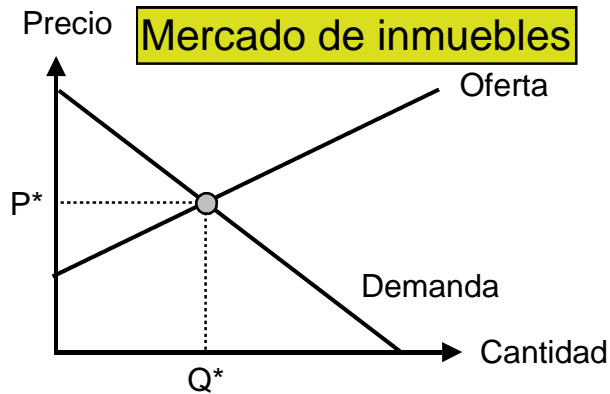 Precio
Mercado de inmuebles
Oferta
P*
Demanda
Cantidad
Q*